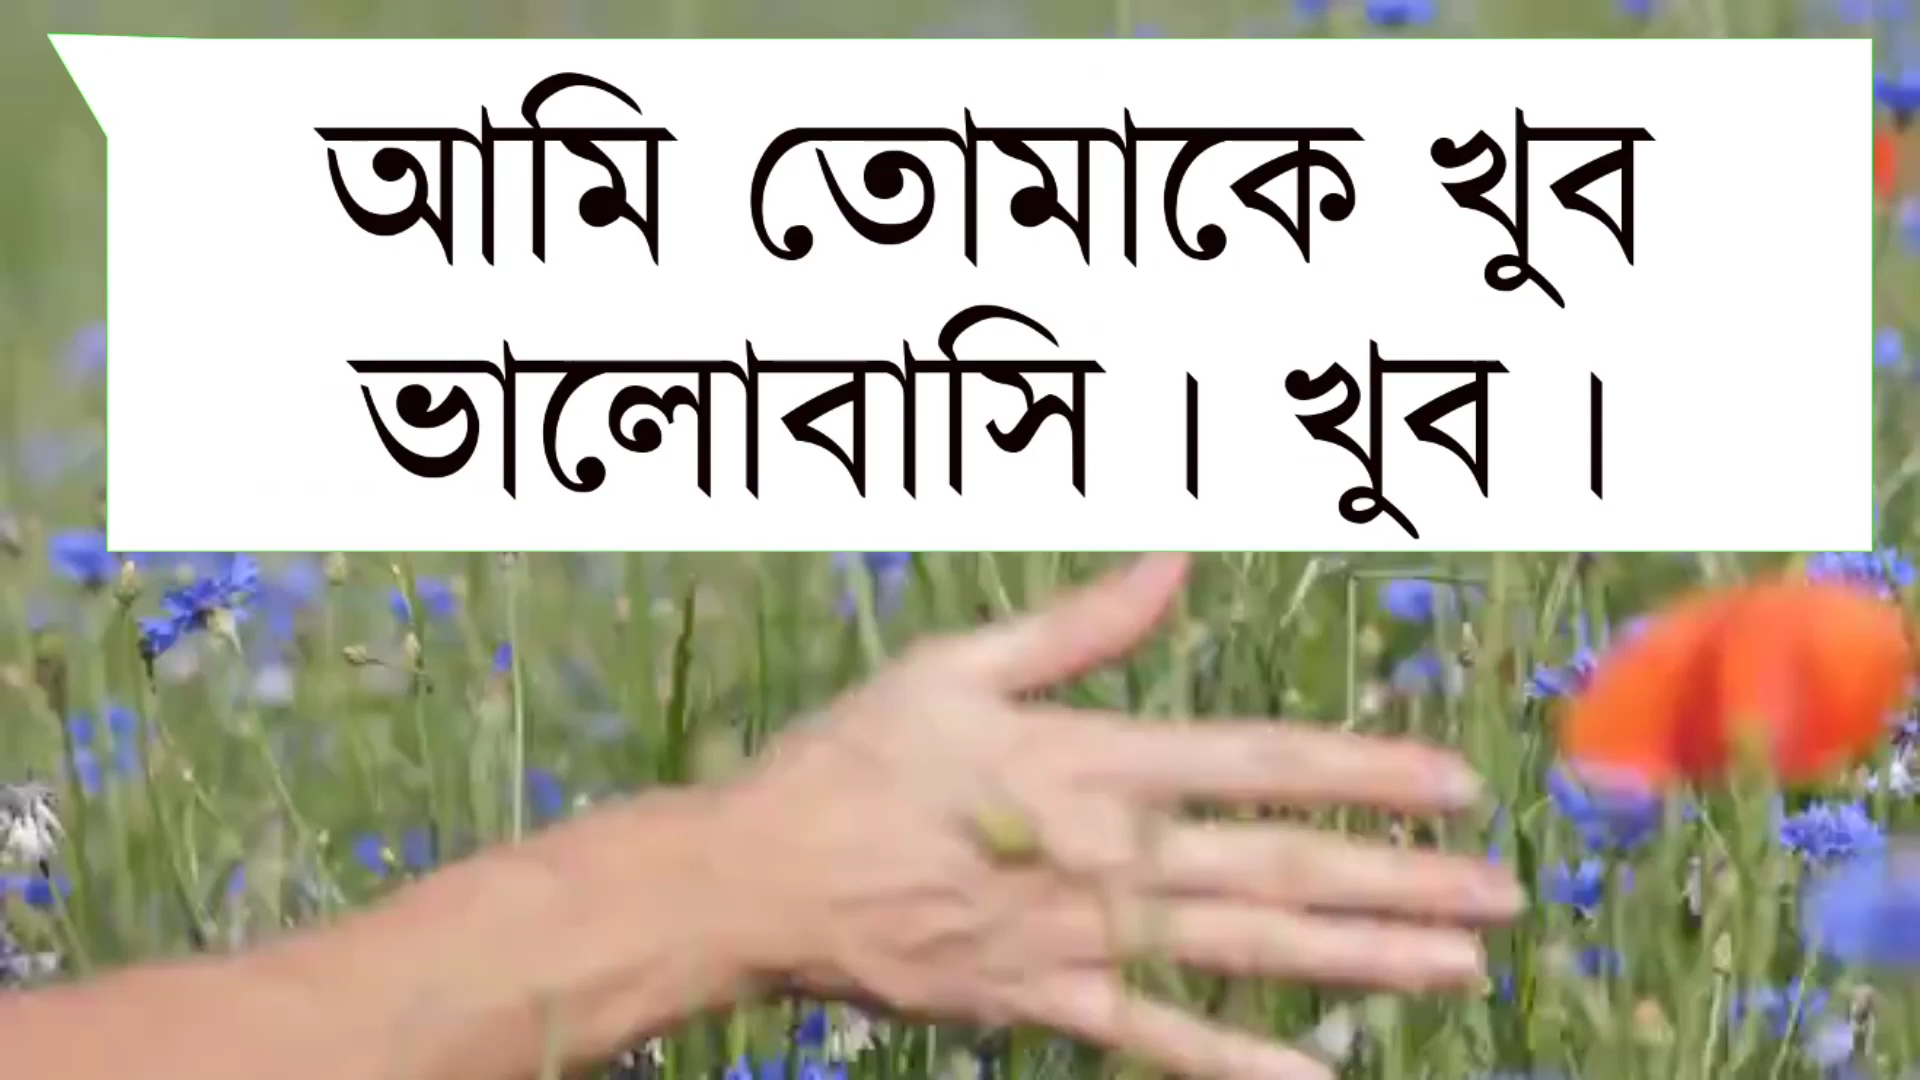 আমি তোমাকে খুব
ভালোবাসি । খুব ।